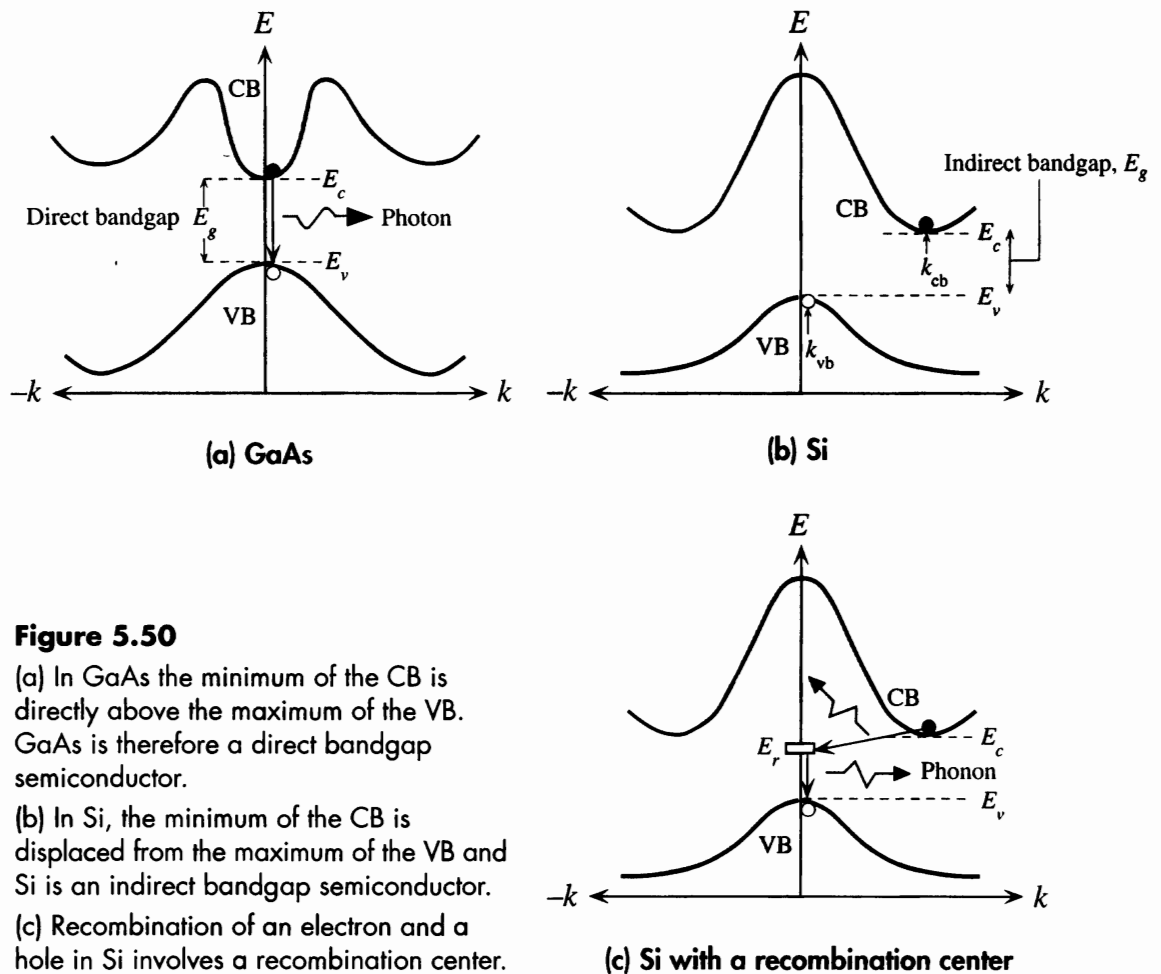 E
CB
E_c
Direct bandgap E_g
Photon
E_v
VB
–k
k
(a) GaAs
E
Indirect bandgap, E_g
CB
E_c
k_cb
E_v
VB
k_vb
–k
k
(b) Si
Figure 5.50
(a) In GaAs the minimum of the CB is
directly above the maximum of the VB.
GaAs is therefore a direct bandgap
semiconductor.
(b) In Si, the minimum of the CB is
displaced from the maximum of the VB and
Si is an indirect bandgap semiconductor.
(c) Recombination of an electron and a
hole in Si involves a recombination center.
E
CB
E_r
E_c
Phonon
E_v
VB
–k
k
(c) Si with a recombination center